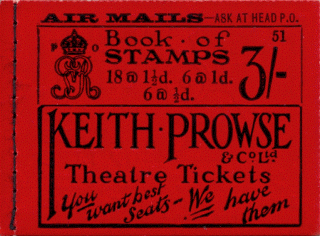 AIR MAILS—ASK AT HEAD P.O.
51
P O
Book · of
STAMPS
18 @ 1½d. 6 @ 1d.
6 @ ½d.
3/-
KEITH · PROWSE
& Co Ltd
Theatre Tickets
You want best
Seats — We have
them